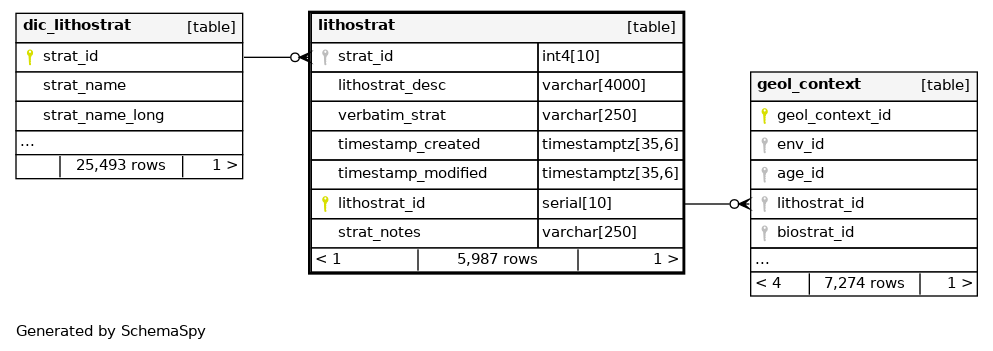 dic_lithostrat [table]
strat_id
strat_name
strat_name_long
...
25,493 rows 1 >
lithostrat [table]
strat_id int4[10]
lithostrat_desc varchar[4000]
verbatim_strat varchar[250]
timestamp_created timestamptz[35,6]
timestamp_modified timestamptz[35,6]
lithostrat_id serial[10]
strat_notes varchar[250]
< 1 5,987 rows 1 >
geol_context [table]
geol_context_id
env_id
age_id
lithostrat_id
biostrat_id
...
< 4 7,274 rows 1 >
Generated by SchemaSpy